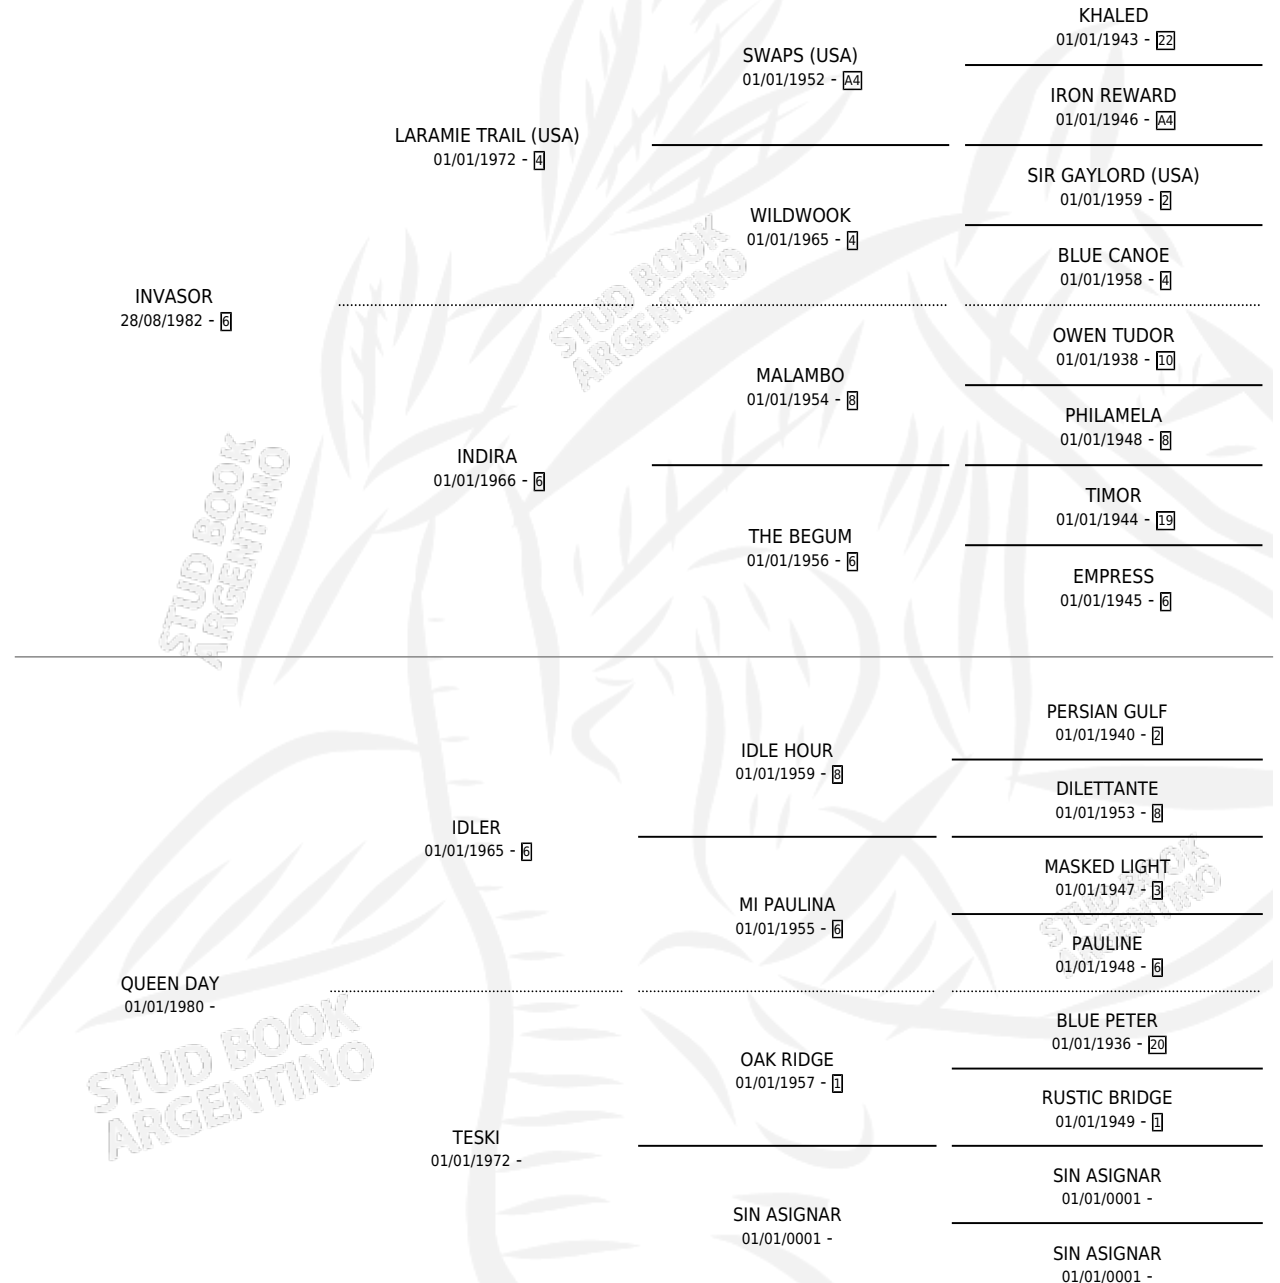 KHALED
01/01/1943 - 22
SWAPS (USA)
01/01/1952 - A4
IRON REWARD
01/01/1946 - A4
LARAMIE TRAIL (USA)
01/01/1972 - 4
SIR GAYLORD (USA)
01/01/1959 - 2
WILDWOOK
01/01/1965 - 4
BLUE CANOE
01/01/1958 - 4
INVASOR
28/08/1982 - 6
OWEN TUDOR
01/01/1938 - 10
MALAMBO
01/01/1954 - 8
PHILAMELA
01/01/1948 - 8
INDIRA
01/01/1966 - 6
TIMOR
01/01/1944 - 19
THE BEGUM
01/01/1956 - 6
EMPRESS
01/01/1945 - 6
PERSIAN GULF
01/01/1940 - 2
IDLE HOUR
01/01/1959 - 8
DILETTANTE
01/01/1953 - 8
IDLER
01/01/1965 - 6
MASKED LIGHT
01/01/1947 - 3
MI PAULINA
01/01/1955 - 6
PAULINE
01/01/1948 - 6
QUEEN DAY
01/01/1980 -
BLUE PETER
01/01/1936 - 20
OAK RIDGE
01/01/1957 - 1
RUSTIC BRIDGE
01/01/1949 - 1
TESKI
01/01/1972 -
SIN ASIGNAR
01/01/0001 -
SIN ASIGNAR
01/01/0001 -
SIN ASIGNAR
01/01/0001 -
STUD BOOK
ARGENTINO
STUD BOOK
ARGENTINO
STUD BOOK
ARGENTINO
STUD BOOK
ARGENTINO